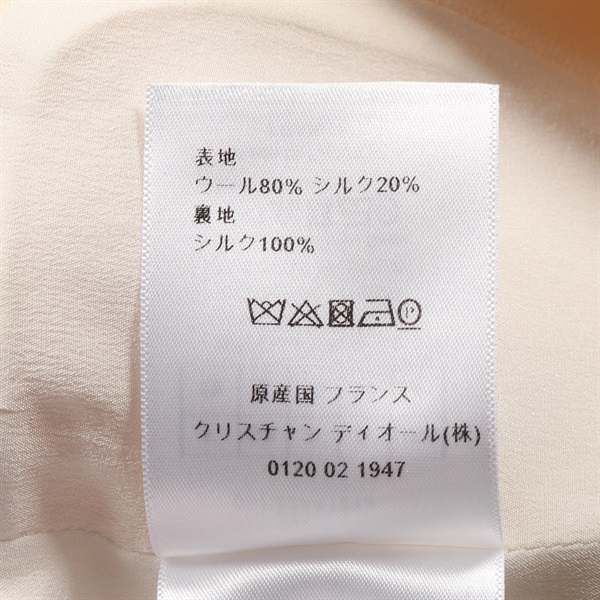 表地
ウール80% シルク20%
裏地
シルク100%
P
原産国 フランス
クリスチャン ディオール(株)
0120 02 1947